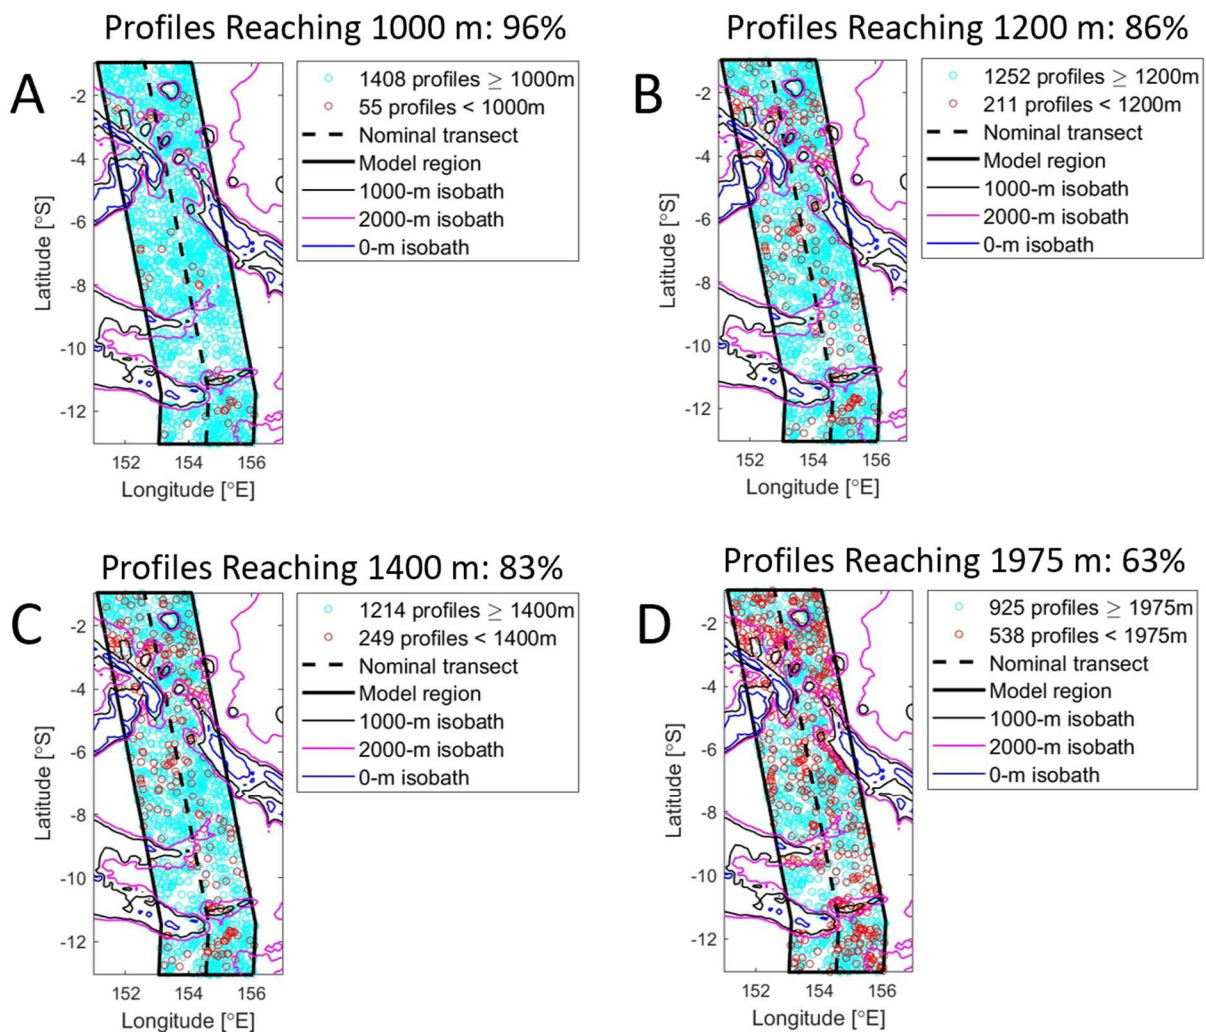 Profiles Reaching 1000 m: 96%
A
1408 profiles ≥ 1000m
55 profiles < 1000m
Nominal transect
Model region
1000-m isobath
2000-m isobath
0-m isobath
-2
-4
-6
-8
-10
-12
Latitude [°S]
152 154 156
Longitude [°E]
Profiles Reaching 1200 m: 86%
B
1252 profiles ≥ 1200m
211 profiles < 1200m
Nominal transect
Model region
1000-m isobath
2000-m isobath
0-m isobath
-2
-4
-6
-8
-10
-12
Latitude [°S]
152 154 156
Longitude [°E]
Profiles Reaching 1400 m: 83%
C
1214 profiles ≥ 1400m
249 profiles < 1400m
Nominal transect
Model region
1000-m isobath
2000-m isobath
0-m isobath
-2
-4
-6
-8
-10
-12
Latitude [°S]
152 154 156
Longitude [°E]
Profiles Reaching 1975 m: 63%
D
925 profiles ≥ 1975m
538 profiles < 1975m
Nominal transect
Model region
1000-m isobath
2000-m isobath
0-m isobath
-2
-4
-6
-8
-10
-12
Latitude [°S]
152 154 156
Longitude [°E]